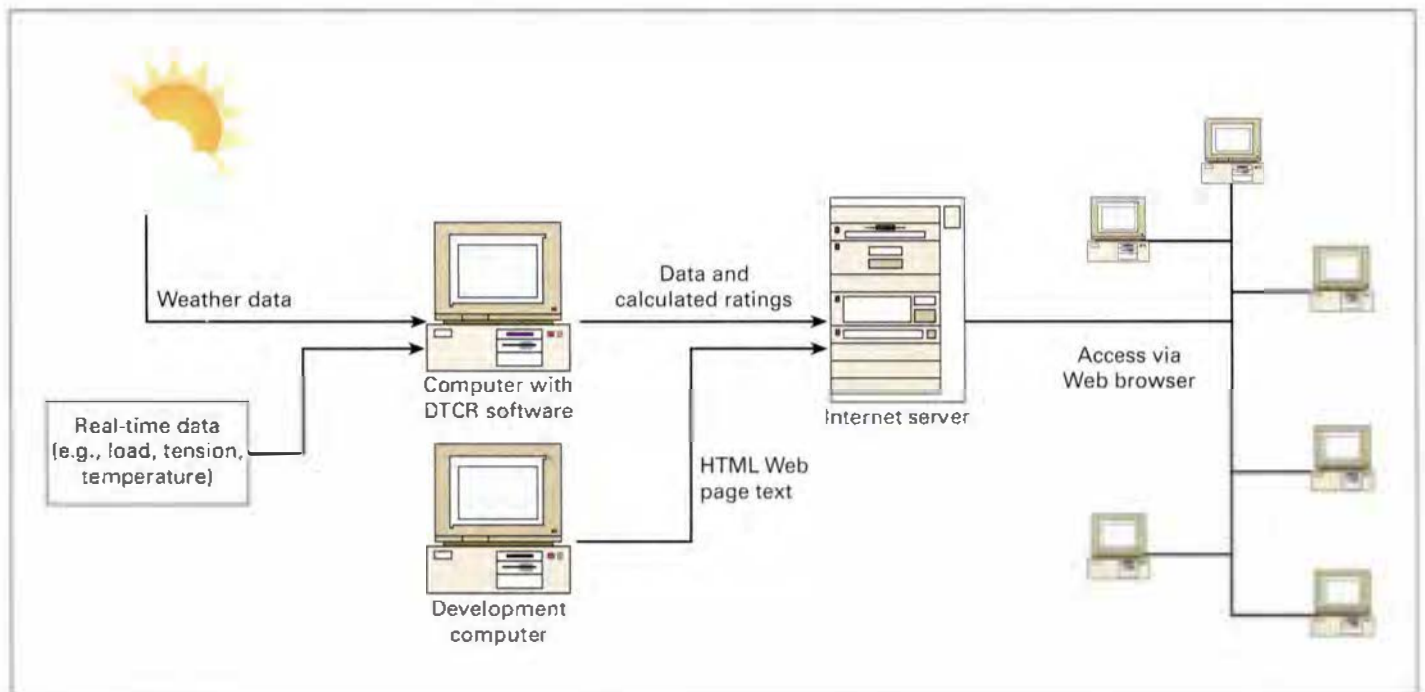 Weather data
Real-time data
(e.g., load, tension,
temperature)
Computer with
DTCR software
Development
computer
Data and
calculated ratings
HTML Web
page text
Internet server
Access via
Web browser